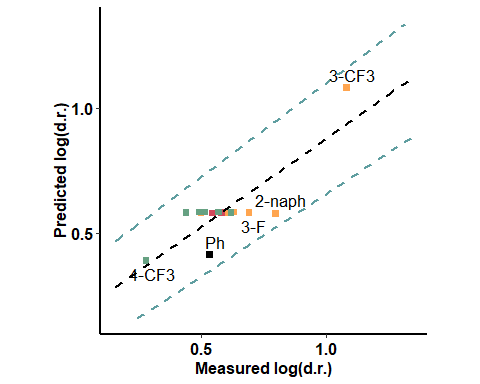 3-CF3
1.0
2-naph
3-F
0.5
Ph
4-CF3
0.5
1.0
Measured log(d.r.)
Predicted log(d.r.)